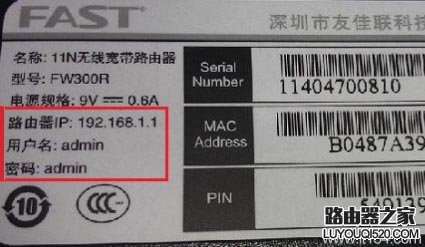 FAST
深圳市友佳联科技
名称: 11N无线宽带路由器
型号: FW300R
电源规格: 9V 0.6A
路由器IP: 192.168.1.1
用户名: admin
密码: admin
10
CCC
Serial
Number
11404700810
MAC
Address
B0487A39
PIN
路由器之家
LUYOUQI520.COM